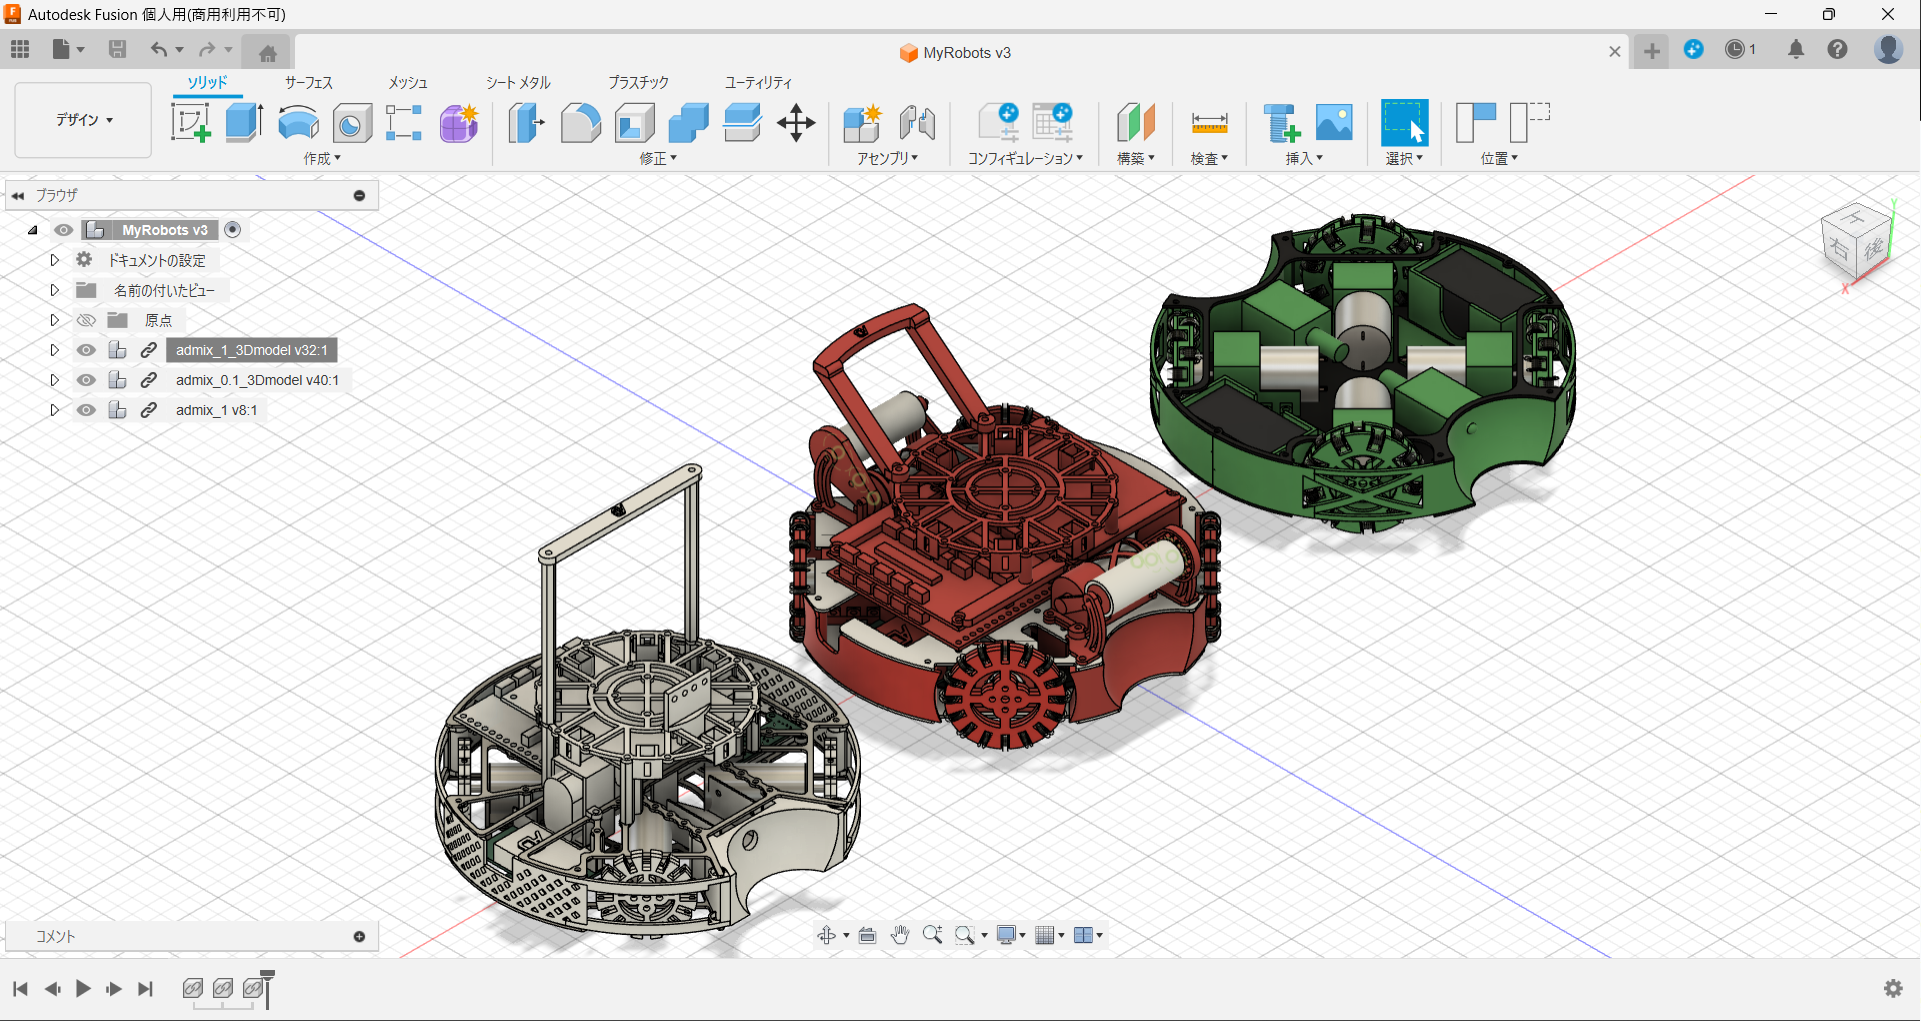 Autodesk Fusion 個人用(商用利用不可)
MyRobots v3
1
デザイン
ソリッド
サーフェス
メッシュ
シート メタル
プラスチック
ユーティリティ
作成
修正
アセンブリ
コンフィギュレーション
構築
検査
挿入
選択
位置
ブラウザ
MyRobots v3
ドキュメントの設定
名前の付いたビュー
原点
admix_1_3Dmodel v32:1
admix_0.1_3Dmodel v40:1
admix_1 v8:1
上
右
後
Y
X
コメント